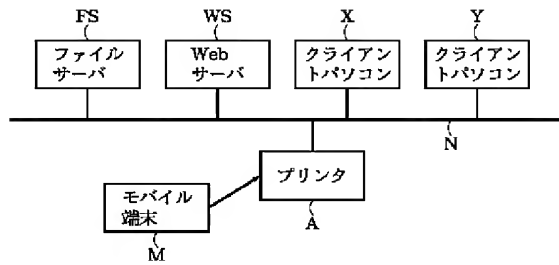 FS
WS
X
Y
ファイル
サーバ
Web
サーバ
クライアン
トパソコン
クライアン
トパソコン
N
プリンタ
A
モバイル
端末
M